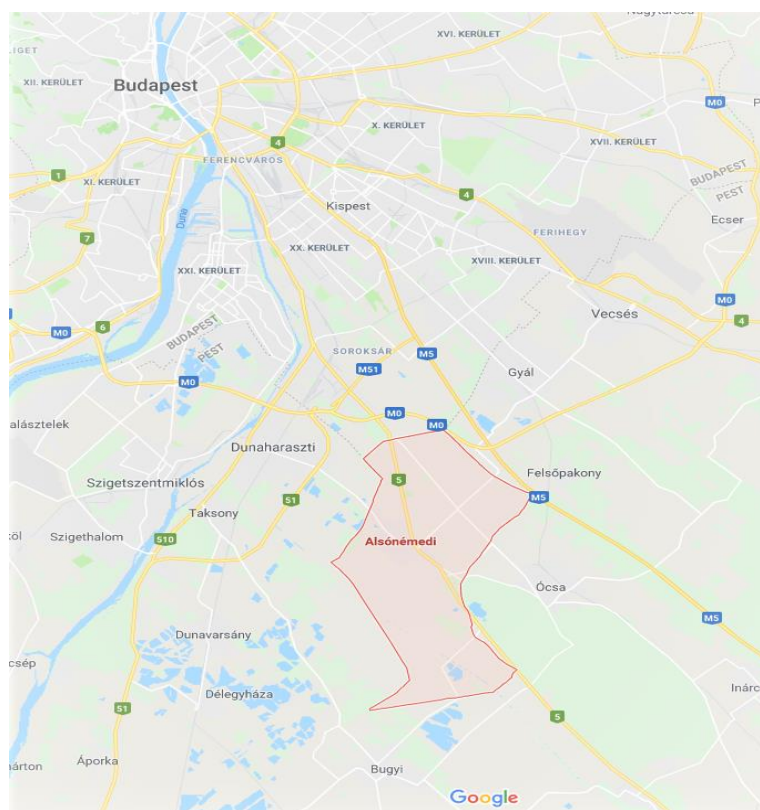 Nagytarcsa
LIGET
XVI. KERÜLET
XII. KERÜLET
Budapest
M0
P
X. KERÜLET
XVII. KERÜLET
4
FERENCVÁROS
1
XI. KERÜLET
BUDAPEST
PEST
4
Kispest
Ecser
Duna
7
FERIHEGY
XX. KERÜLET
XXI. KERÜLET
XVIII. KERÜLET
M0
Vecsés
4
M0
6
BUDAPEST
PEST
SOROKSÁR
M5
M51
Gyál
M0
M0
M0
alásztelek
Dunaharaszti
Felsőpakony
Szigetszentmiklós
5
M5
51
Taksony
Szigethalom
510
Alsónémedi
öl
Ócsa
M5
Dunavarsány
csép
Délegyháza
Inárc
51
5
Áporka
márton
Bugyi
Google